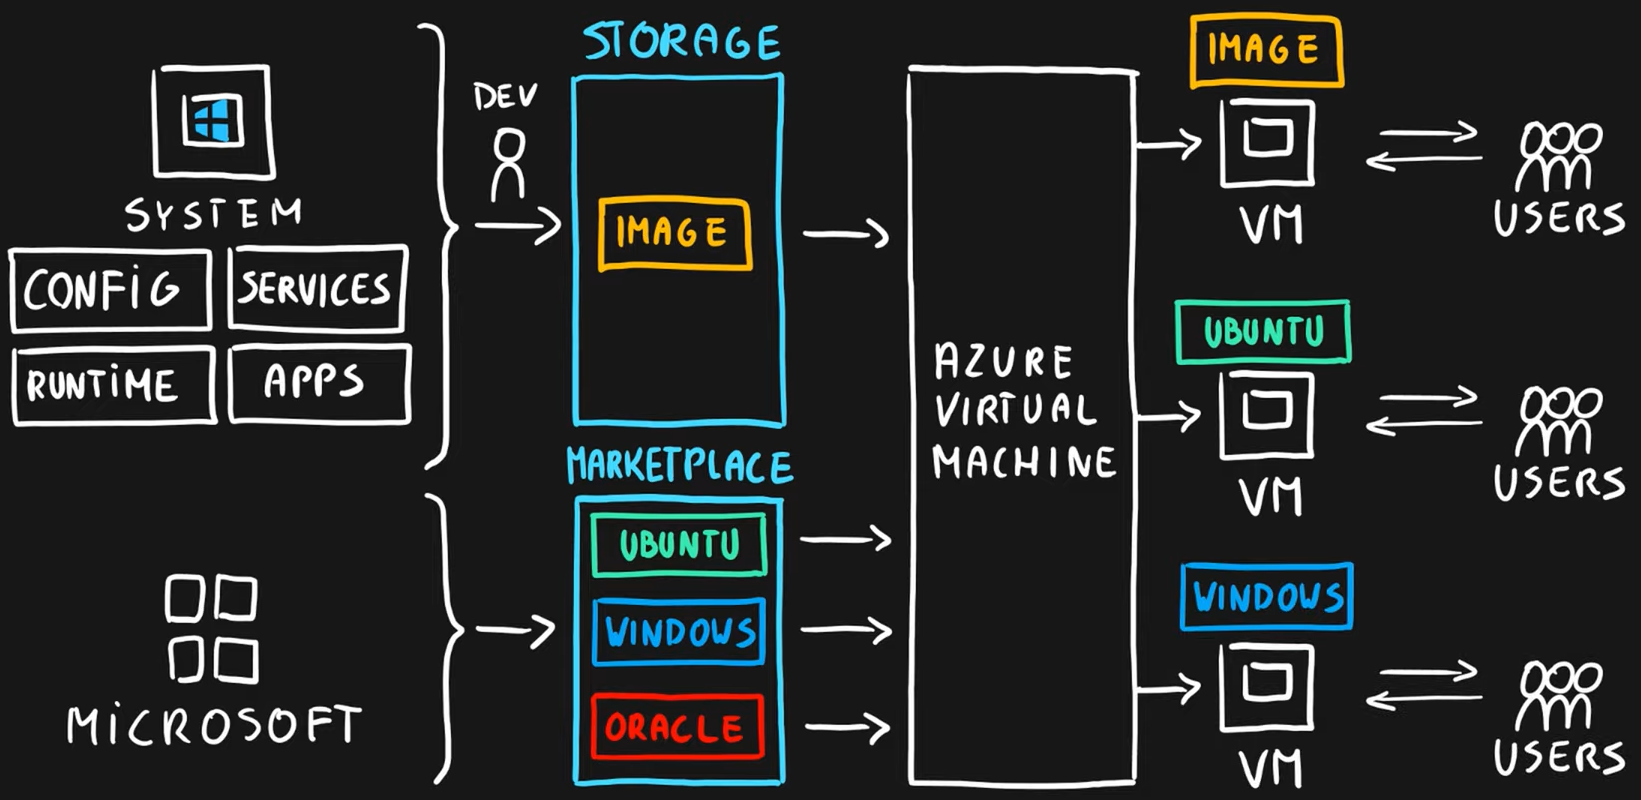 SYSTEM
CONFiG
SERVICES
RUNTiME
APPS
MiCROSOFT
DEV
STORAGE
IMAGE
MARKETPLACE
UBUNTU
WINDOWS
ORACLE
AZURE
VIRTUAL
MACHINE
IMAGE
VM
USERS
UBUNTU
VM
USERS
WINDOWS
VM
USERS